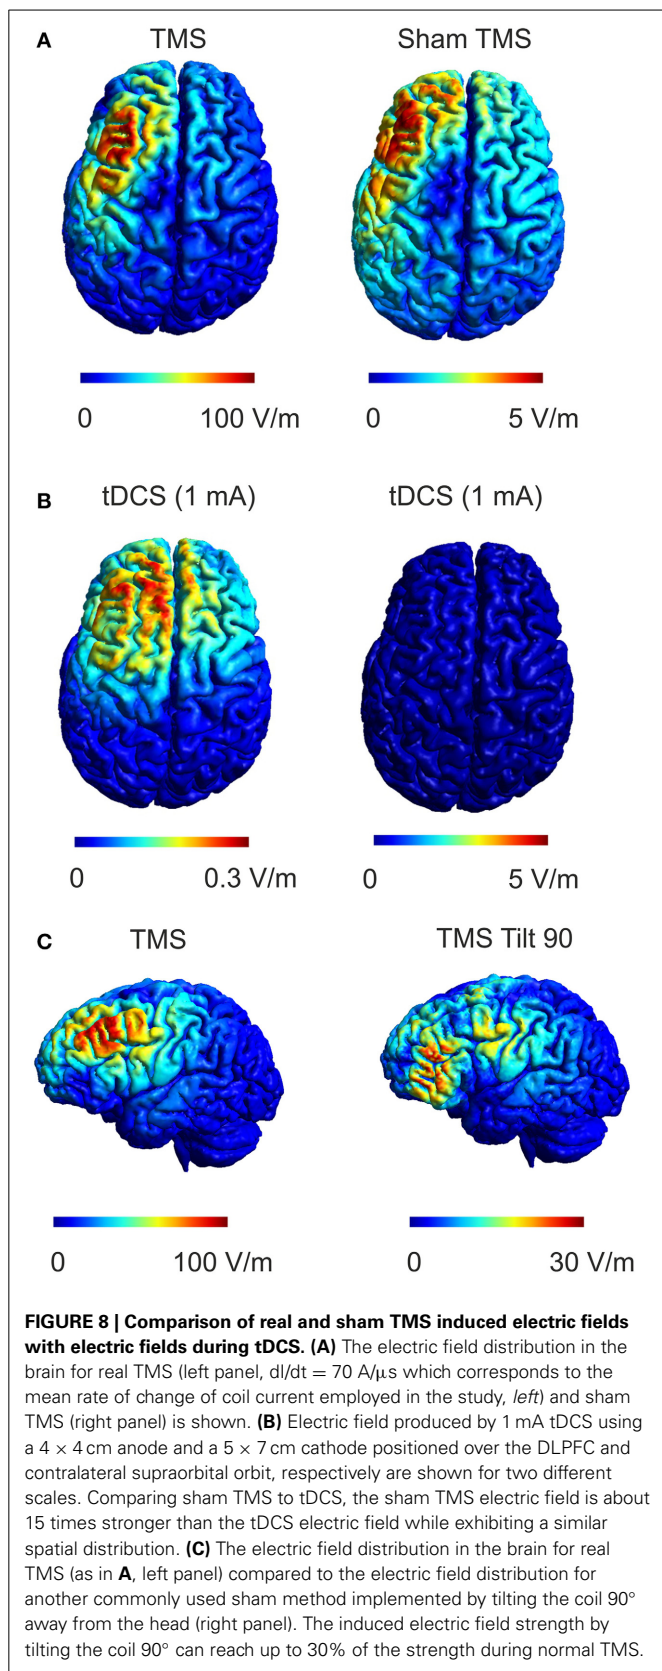 A TMS Sham TMS
0 100 V/m 0 5 V/m
B tDCS (1 mA) tDCS (1 mA)
0 0.3 V/m 0 5 V/m
C TMS TMS Tilt 90
0 100 V/m 0 30 V/m
FIGURE 8 | Comparison of real and sham TMS induced electric fields
with electric fields during tDCS. (A) The electric field distribution in the
brain for real TMS (left panel, dI/dt = 70 A/μs which corresponds to the
mean rate of change of coil current employed in the study, left) and sham
TMS (right panel) is shown. (B) Electric field produced by 1 mA tDCS using
a 4 × 4 cm anode and a 5 × 7 cm cathode positioned over the DLPFC and
contralateral supraorbital orbit, respectively are shown for two different
scales. Comparing sham TMS to tDCS, the sham TMS electric field is about
15 times stronger than the tDCS electric field while exhibiting a similar
spatial distribution. (C) The electric field distribution in the brain for real
TMS (as in A, left panel) compared to the electric field distribution for
another commonly used sham method implemented by tilting the coil 90°
away from the head (right panel). The induced electric field strength by
tilting the coil 90° can reach up to 30% of the strength during normal TMS.